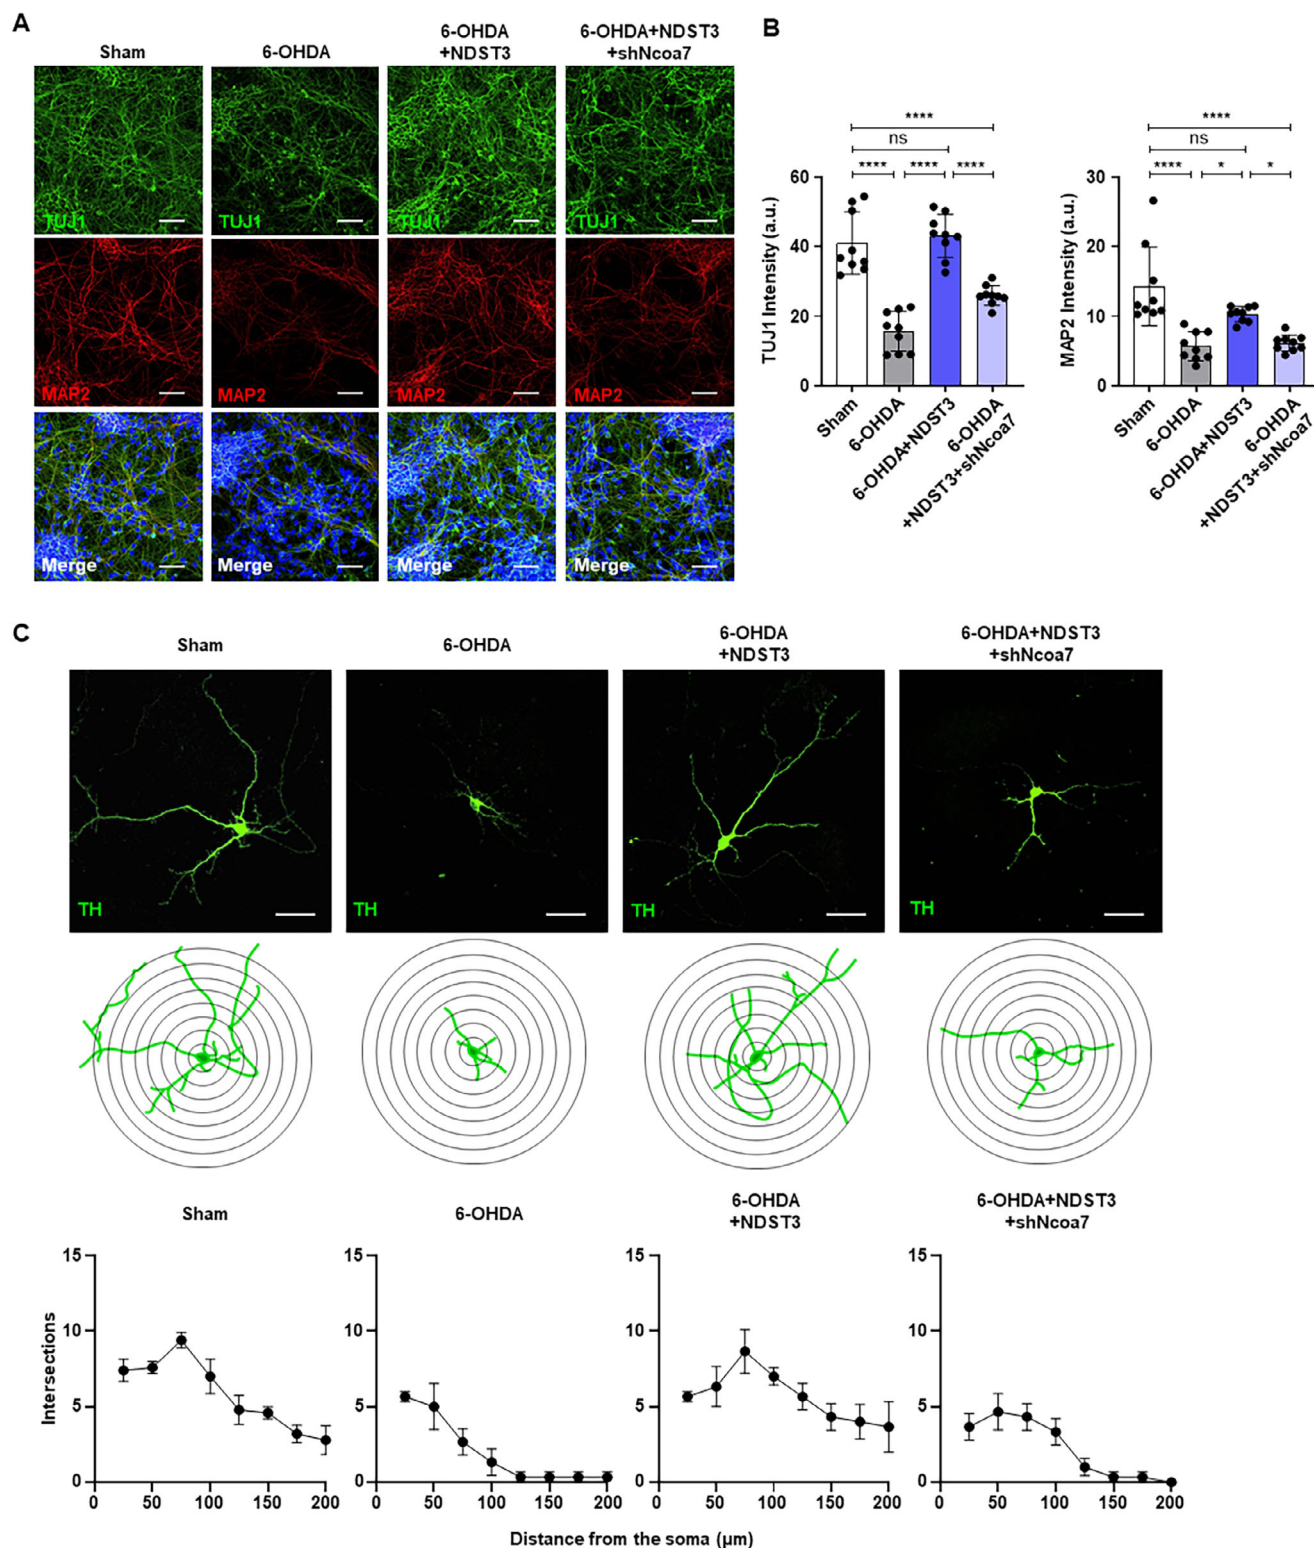 A
Sham
6-OHDA
6-OHDA
+NDST3
6-OHDA+NDST3
+shNcoa7
TUJ1
TUJ1
TUJ1
TUJ1
MAP2
MAP2
MAP2
MAP2
Merge
Merge
Merge
Merge
B
****
ns
**** **** ****
TUJ1 Intensity (a.u.)
60
40
20
0
Sham
6-OHDA
6-OHDA+NDST3
6-OHDA
+NDST3+shNcoa7
****
ns
**** * *
MAP2 Intensity (a.u.)
30
20
10
0
Sham
6-OHDA
6-OHDA+NDST3
6-OHDA
+NDST3+shNcoa7
C
Sham
6-OHDA
6-OHDA
+NDST3
6-OHDA+NDST3
+shNcoa7
TH
TH
TH
TH
Sham
6-OHDA
6-OHDA
+NDST3
6-OHDA+NDST3
+shNcoa7
Intersections
15
10
5
0
0 50 100 150 200
15
10
5
0
0 50 100 150 200
15
10
5
0
0 50 100 150 200
15
10
5
0
0 50 100 150 200
Distance from the soma (μm)